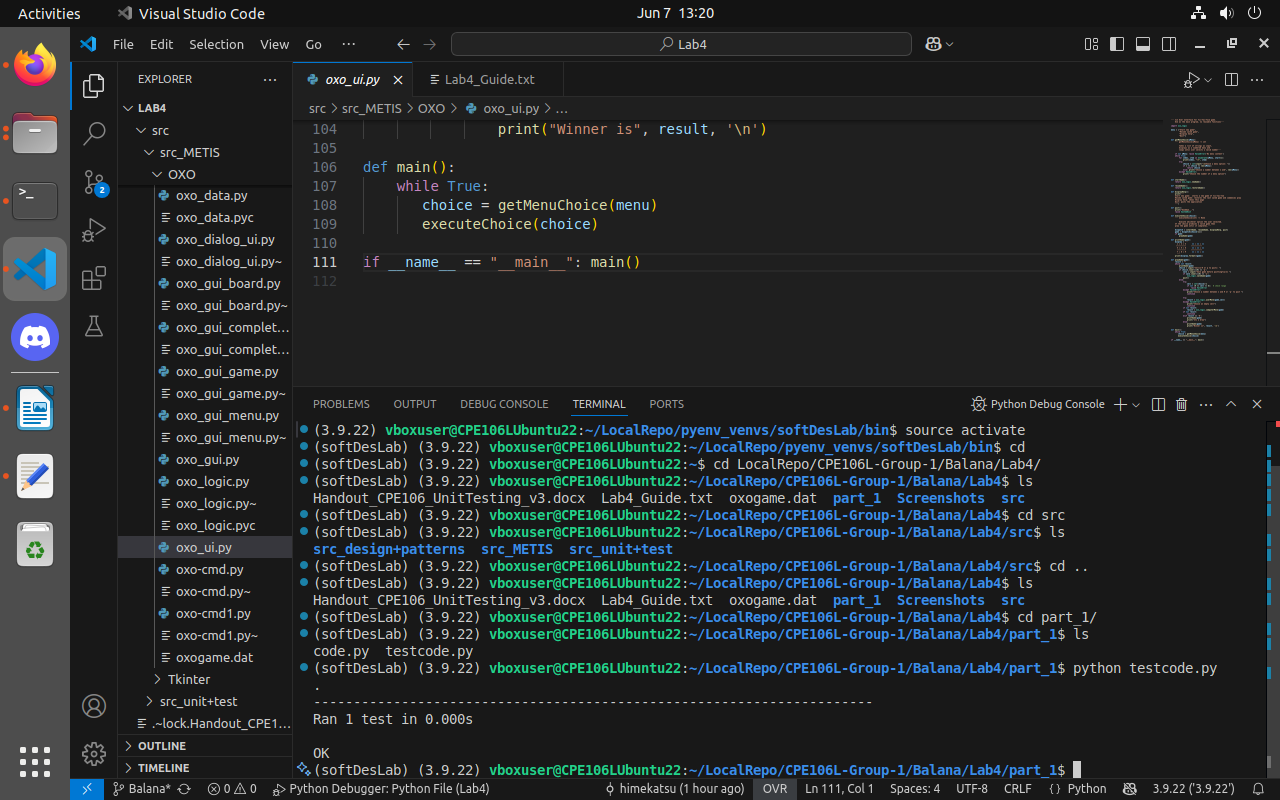 Activities
Visual Studio Code
Jun 7 13:20
File Edit Selection View Go ···
Lab4
EXPLORER
LAB4
src
src_METIS
OXO
oxo_data.py
oxo_data.pyc
oxo_dialog_ui.py
oxo_dialog_ui.py~
oxo_gui_board.py
oxo_gui_board.py~
oxo_gui_complet...
oxo_gui_complet...
oxo_gui_game.py
oxo_gui_game.py~
oxo_gui_menu.py
oxo_gui_menu.py~
oxo_gui.py
oxo_logic.py
oxo_logic.py~
oxo_logic.pyc
oxo_ui.py
oxo-cmd.py
oxo-cmd.py~
oxo-cmd1.py
oxo-cmd1.py~
oxogame.dat
Tkinter
src_unit+test
.~lock.Handout_CPE1...
OUTLINE
TIMELINE
2
oxo_ui.py
Lab4_Guide.txt
src > src_METIS > OXO > oxo_ui.py > ...
104 print("Winner is", result, '\n')
105
106 def main():
107 while True:
108 choice = getMenuChoice(menu)
109 executeChoice(choice)
110
111 if __name__ == "__main__": main()
112
PROBLEMS OUTPUT DEBUG CONSOLE TERMINAL PORTS
Python Debug Console
(3.9.22) vboxuser@CPE106LUbuntu22:~/LocalRepo/pyenv_venvs/softDesLab/bin$ source activate
(softDesLab) (3.9.22) vboxuser@CPE106LUbuntu22:~/LocalRepo/pyenv_venvs/softDesLab/bin$ cd
(softDesLab) (3.9.22) vboxuser@CPE106LUbuntu22:~$ cd LocalRepo/CPE106L-Group-1/Balana/Lab4/
(softDesLab) (3.9.22) vboxuser@CPE106LUbuntu22:~/LocalRepo/CPE106L-Group-1/Balana/Lab4$ ls
Handout_CPE106_UnitTesting_v3.docx Lab4_Guide.txt oxogame.dat part_1 Screenshots src
(softDesLab) (3.9.22) vboxuser@CPE106LUbuntu22:~/LocalRepo/CPE106L-Group-1/Balana/Lab4$ cd src
(softDesLab) (3.9.22) vboxuser@CPE106LUbuntu22:~/LocalRepo/CPE106L-Group-1/Balana/Lab4/src$ ls
src_design+patterns src_METIS src_unit+test
(softDesLab) (3.9.22) vboxuser@CPE106LUbuntu22:~/LocalRepo/CPE106L-Group-1/Balana/Lab4/src$ cd ..
(softDesLab) (3.9.22) vboxuser@CPE106LUbuntu22:~/LocalRepo/CPE106L-Group-1/Balana/Lab4$ ls
Handout_CPE106_UnitTesting_v3.docx Lab4_Guide.txt oxogame.dat part_1 Screenshots src
(softDesLab) (3.9.22) vboxuser@CPE106LUbuntu22:~/LocalRepo/CPE106L-Group-1/Balana/Lab4$ cd part_1/
(softDesLab) (3.9.22) vboxuser@CPE106LUbuntu22:~/LocalRepo/CPE106L-Group-1/Balana/Lab4/part_1$ ls
code.py testcode.py
(softDesLab) (3.9.22) vboxuser@CPE106LUbuntu22:~/LocalRepo/CPE106L-Group-1/Balana/Lab4/part_1$ python testcode.py
.
----------------------------------------------------------------------
Ran 1 test in 0.000s
OK
(softDesLab) (3.9.22) vboxuser@CPE106LUbuntu22:~/LocalRepo/CPE106L-Group-1/Balana/Lab4/part_1$
Balana* 0 0 Python Debugger: Python File (Lab4) himekatsu (1 hour ago) OVR Ln 111, Col 1 Spaces: 4 UTF-8 CRLF Python 3.9.22 ('3.9.22')